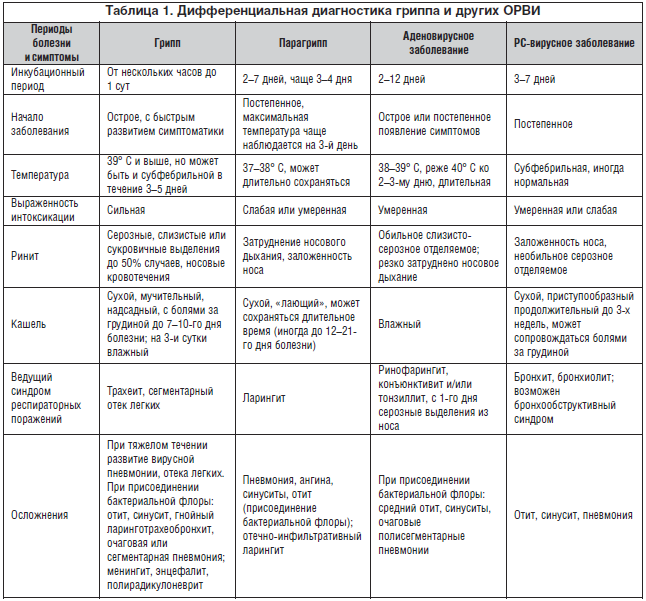 Таблица 1. Дифференциальная диагностика гриппа и других ОРВИ
Периоды
болезни
и симптомы
Грипп
Парагрипп
Аденовирусное
заболевание
РС-вирусное заболевание
Инкубационный
период
От нескольких часов до
1 сут
2–7 дней, чаще 3–4 дня
2–12 дней
3–7 дней
Начало
заболевания
Острое, с быстрым
развитием симптоматики
Постепенное,
максимальная
температура чаще
наблюдается на 3-й день
Острое или постепенное
появление симптомов
Постепенное
Температура
39° С и выше, но может
быть и субфебрильной в
течение 3–5 дней
37–38° С, может
длительно сохраняться
38–39° С, реже 40° С ко
2–3-му дню, длительная
Субфебрильная, иногда
нормальная
Выраженность
интоксикации
Сильная
Слабая или умеренная
Умеренная
Умеренная или слабая
Ринит
Серозные, слизистые или
сукровичные выделения
до 50% случаев, носовые
кровотечения
Затруднение носового
дыхания, заложенность
носа
Обильное слизисто-
серозное отделяемое;
резко затруднено носовое
дыхание
Заложенность носа,
необильное серозное
отделяемое
Кашель
Сухой, мучительный,
надсадный, с болями за
грудиной до 7–10-го дня
болезни; на 3-и сутки
влажный
Сухой, «лающий», может
сохраняться длительное
время (иногда до 12–21-
го дня болезни)
Влажный
Сухой, приступообразный
продолжительный до 3-х
недель, может
сопровождаться болями
за грудиной
Ведущий
синдром
респираторных
поражений
Трахеит, сегментарный
отек легких
Ларингит
Ринофарингит,
конъюнктивит и/или
тонзиллит, с 1-го дня
серозные выделения из
носа
Бронхит, бронхиолит;
возможен
бронхообструктивный
синдром
Осложнения
При тяжелом течении
развитие вирусной
пневмонии, отека легких.
При присоединении
бактериальной флоры:
отит, синусит, гнойный
ларинготрахеобронхит,
очаговая или
сегментарная пневмония;
менингит, энцефалит,
полирадикулоневрит
Пневмония, ангина,
синуситы, отит
(присоединение
бактериальной флоры);
отечно-инфильтративный
ларингит
При присоединении
бактериальной флоры:
средний отит, синуситы,
очаговые
полисегментарные
пневмонии
Отит, синусит, пневмония